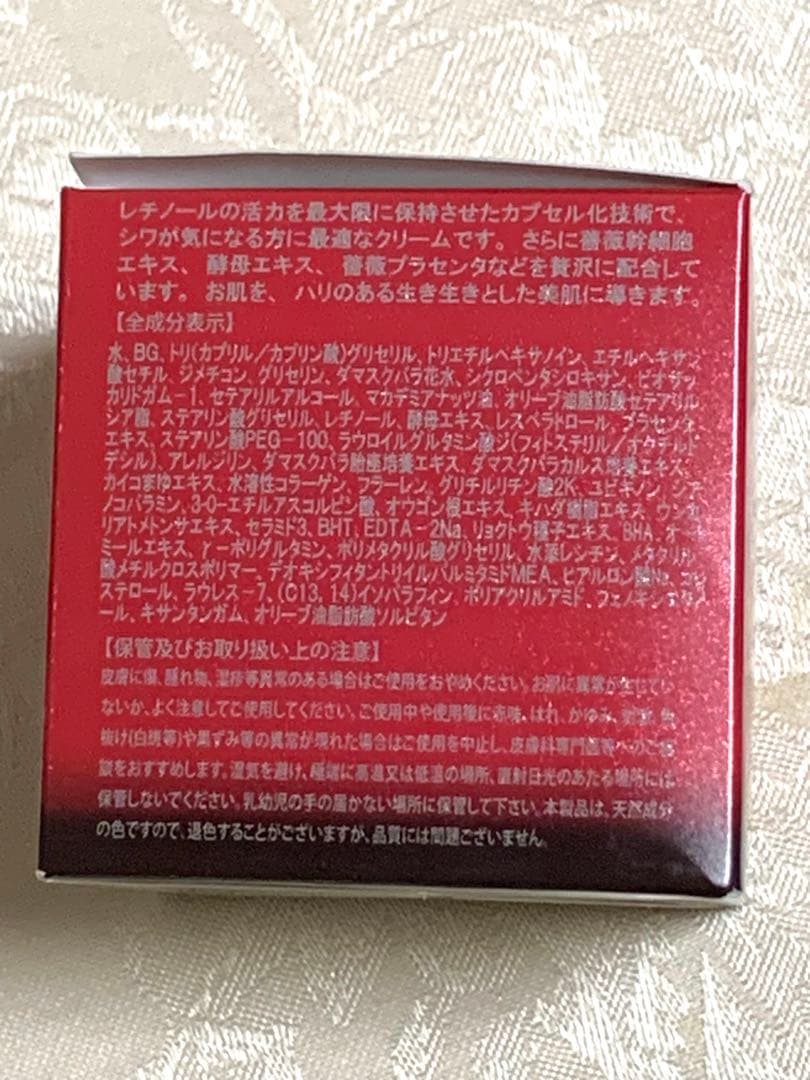 レチノールの活力を最大限に保持させたカプセル化技術で、
シワが気になる方に最適なクリームです。さらに薔薇幹細胞
エキス、酵母エキス、薔薇プラセンタなどを贅沢に配合して
います。お肌を、ハリのある生き生きとした美肌に導きます。
【全成分表示】
水、BG、トリ(カプリル/カプリン酸)グリセリル、トリエチルヘキサノイン、エチルヘキサン
酸セチル、ジメチコン、グリセリン、ダマスクバラ花水、シクロペンタシロキサン、ビオサッ
カリドガム-1、セテアリルアルコール、マカデミアナッツ油、オリーブ油脂肪酸セテアリル
シア脂、ステアリン酸グリセリル、レチノール、酵母エキス、レスベラトロール、プラセンタ
エキス、ステアリン酸PEG-100、ラウロイルグルタミン酸ジ(フィトステリル/オクチルド
デシル)、アレルジリン、ダマスクバラ胎座培養エキス、ダマスクバラカルス培養エキス、
カイコまゆエキス、水溶性コラーゲン、フラーレン、グリチルリチン酸2K、ユビキノン、シア
ノコバラミン、3-O-エチルアスコルビン酸、オウゴン根エキス、キハダ樹皮エキス、
リアトメントサエキス、セラミド3、BHT、EDTA-2Na、リョクトウ種子エキス、BHA、
ミールエキス、γ-ポリグルタミン、ポリメタクリル酸グリセリル、水添レシチン、メタクリル
酸メチルクロスポリマー、デオキシフィタントリイルパルミタミドMEA、ヒアルロン酸Na、コレ
ステロール、ラウレス-7、(C13,14)イソパラフィン、ポリアクリルアミド、フェノキシエタノ
ール、キサンタンガム、オリーブ油脂肪酸ソルビタン
【保管及びお取り扱い上の注意】
皮膚に傷、腫れ物、湿疹等異常のある場合はご使用をおやめください。お肌に異常が生じてい
ないか、よく注意してご使用してください。ご使用中や使用後に赤味、はれ、かゆみ、刺激、色
抜け(白斑等)や黒ずみ等の異常が現れた場合はご使用を中止し、皮膚科専門医等へのご相
談をおすすめします。湿気を避け、極端に高温又は低温の場所、直射日光のあたる場所には
保管しないでください。乳幼児の手の届かない場所に保管して下さい。本製品は、天然成分
の色ですので、退色することがございますが、品質には問題ございません。